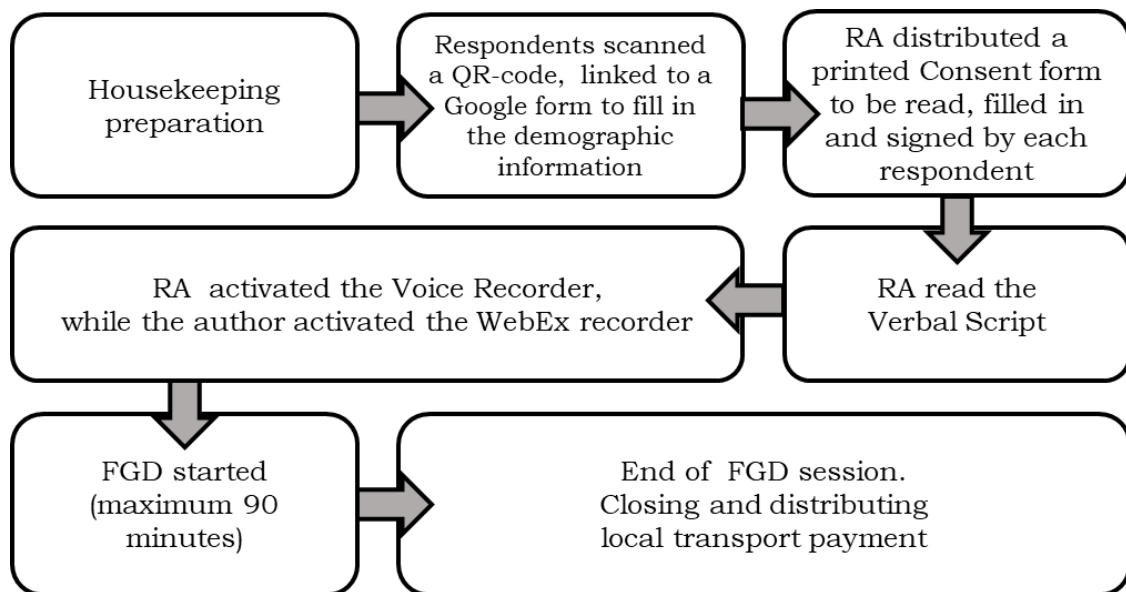 Housekeeping
preparation
Respondents scanned
a QR-code, linked to a
Google form to fill in
the demographic
information
RA distributed a
printed Consent form
to be read, filled in
and signed by each
respondent
RA read the
Verbal Script
RA activated the Voice Recorder,
while the author activated the WebEx recorder
FGD started
(maximum 90
minutes)
End of FGD session.
Closing and distributing
local transport payment